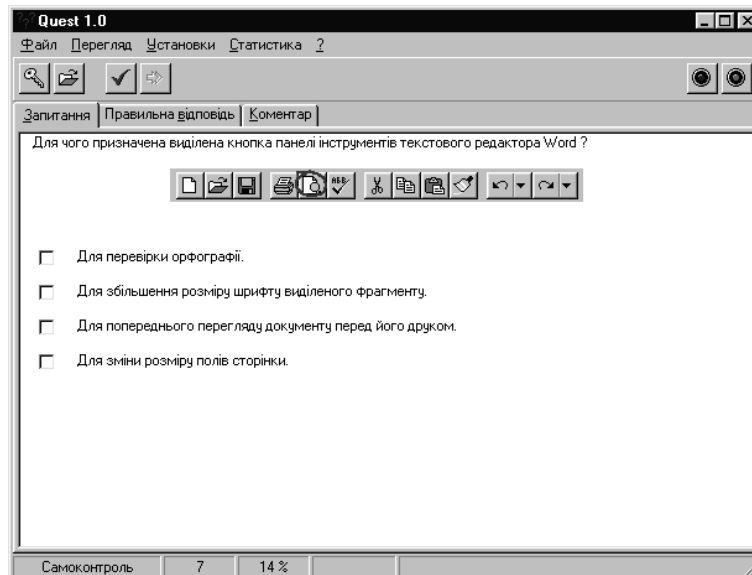 Quest 1.0
Файл Перегляд Установки Статистика ?
Запитання Правильна відповідь Коментар
Для чого призначена виділена кнопка панелі інструментів текстового редактора Word ?
Для перевірки орфографії.
Для збільшення розміру шрифту виділеного фрагменту.
Для попереднього перегляду документу перед його друком.
Для зміни розміру полів сторінки.
Самоконтроль 7 14 %